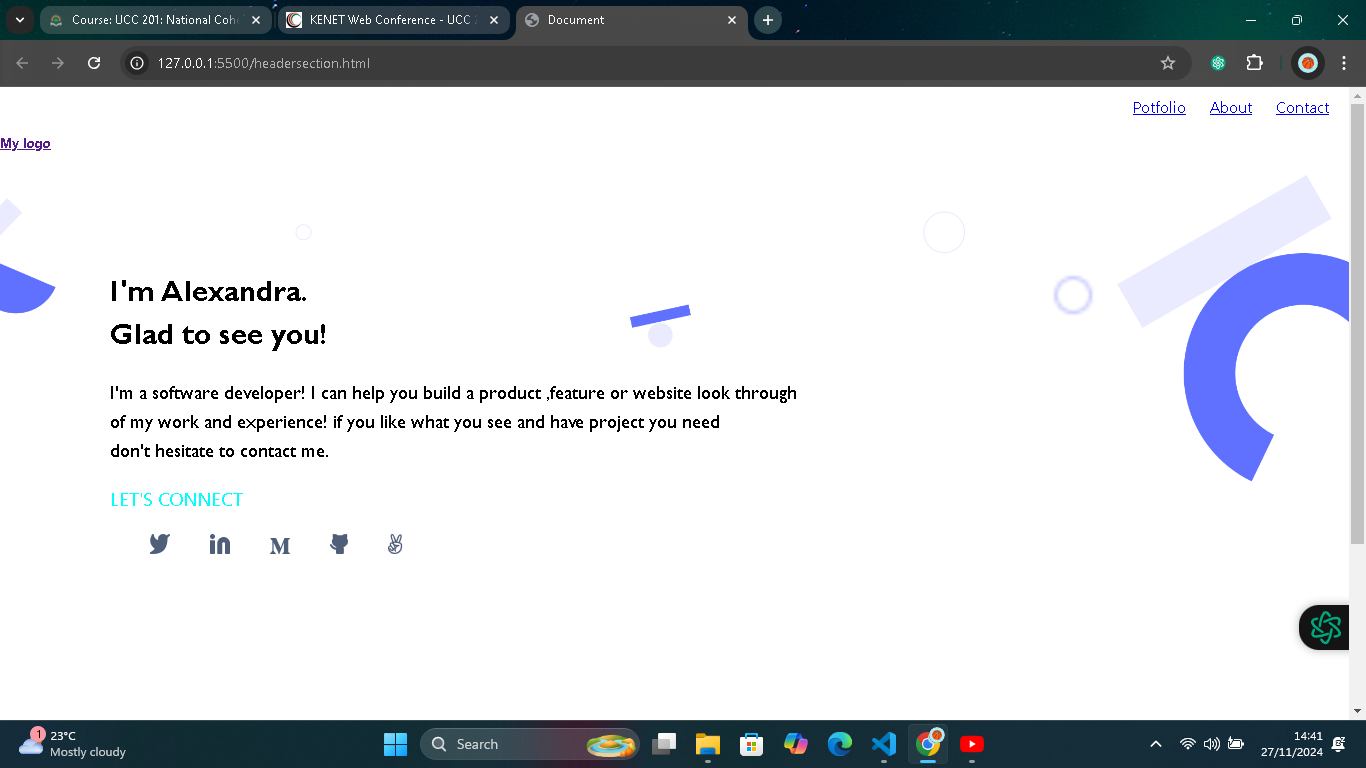 Course: UCC 201: National Cohe
KENET Web Conference - UCC 2
Document
127.0.0.1:5500/headersection.html
Potfolio About Contact
My logo
I'm Alexandra.
Glad to see you!
I'm a software developer! I can help you build a product ,feature or website look through
of my work and experience! if you like what you see and have project you need
don't hesitate to contact me.
LET'S CONNECT
1
23°C
Mostly cloudy
Search
14:41
27/11/2024